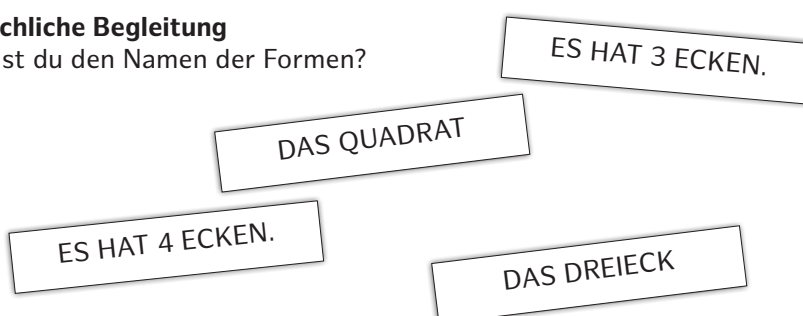 chliche Begleitung
st du den Namen der Formen?
ES HAT 3 ECKEN.
DAS QUADRAT
ES HAT 4 ECKEN.
DAS DREIECK